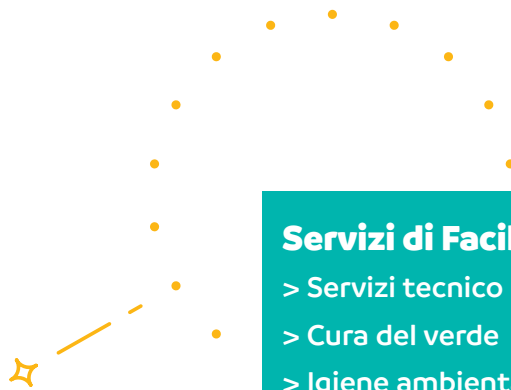 Servizi di Facil
> Servizi tecnico
> Cura del verde
> Igiene ambient